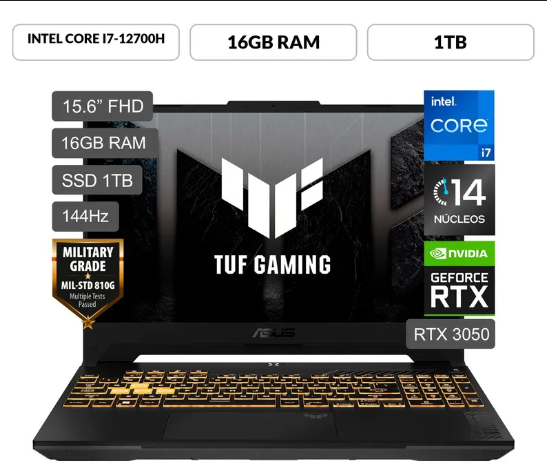 INTEL CORE I7-12700H
16GB RAM
1TB
15.6” FHD
16GB RAM
SSD 1TB
144Hz
MILITARY
GRADE
MIL-STD 810G
Multiple Tests
Passed
TUF GAMING
ASUS
intel.
CORE
i7
14
NÚCLEOS
NVIDIA
GEFORCE
RTX
RTX 3050